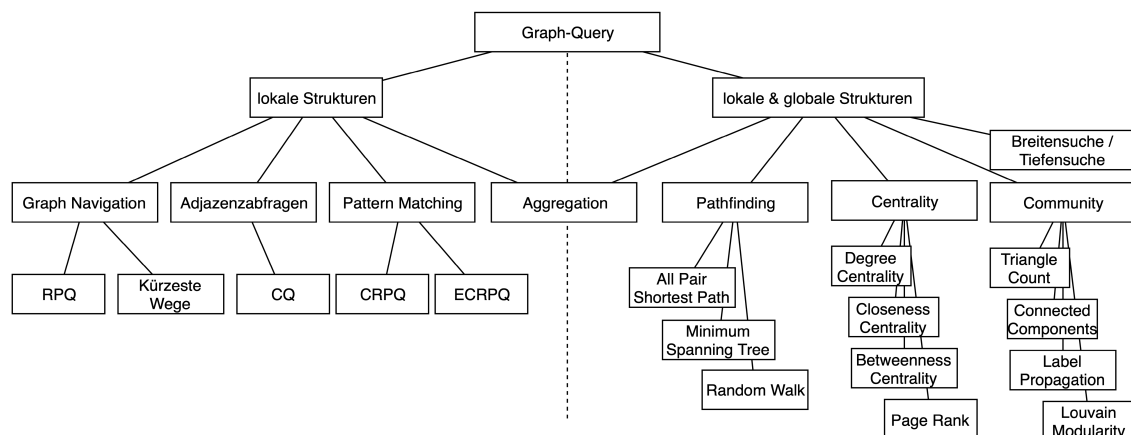 Graph-Query
lokale Strukturen
lokale & globale Strukturen
Breitensuche /
Tiefensuche
Graph Navigation
Adjazenzabfragen
Pattern Matching
Aggregation
Pathfinding
Centrality
Community
RPQ
Kürzeste
Wege
CQ
CRPQ
ECRPQ
All Pair
Shortest Path
Minimum
Spanning Tree
Random Walk
Degree
Centrality
Closeness
Centrality
Betweenness
Centrality
Page Rank
Triangle
Count
Connected
Components
Label
Propagation
Louvain
Modularity